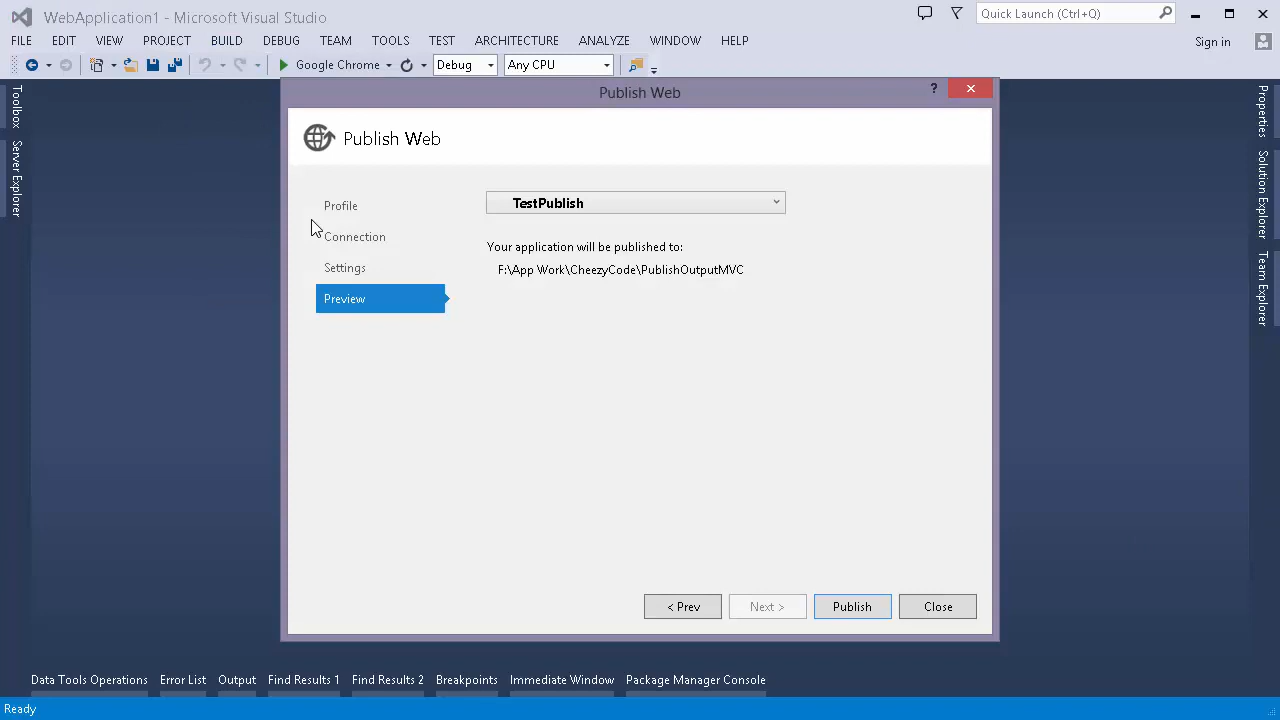 WebApplication1 - Microsoft Visual Studio
Quick Launch (Ctrl+Q)
FILE EDIT VIEW PROJECT BUILD DEBUG TEAM TOOLS TEST ARCHITECTURE ANALYZE WINDOW HELP
Sign in
Google Chrome Debug Any CPU
Toolbox
Server Explorer
Publish Web
?
Publish Web
Profile
Connection
Settings
Preview
TestPublish
Your application will be published to:
F:\App Work\CheezyCode\PublishOutputMVC
< Prev Next > Publish Close
Properties
Solution Explorer
Team Explorer
Data Tools Operations Error List Output Find Results 1 Find Results 2 Breakpoints Immediate Window Package Manager Console
Ready